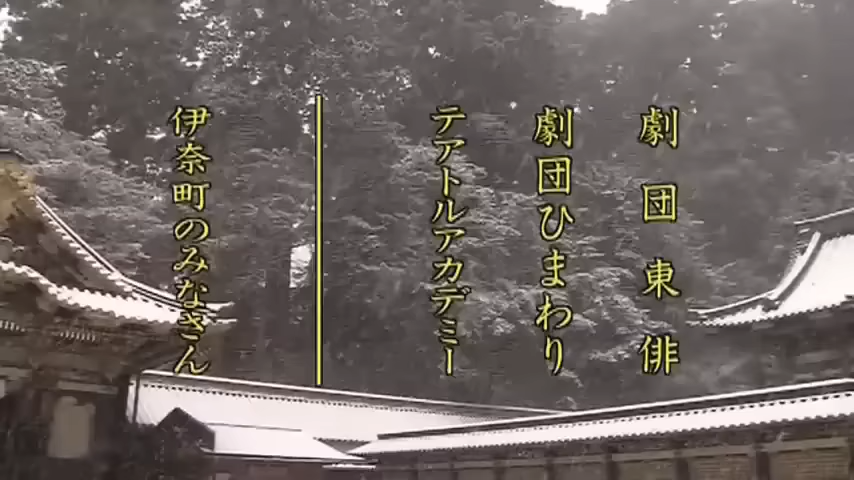 劇団東俳
劇団ひまわり
テアトルアカデミー
伊奈町のみなさん